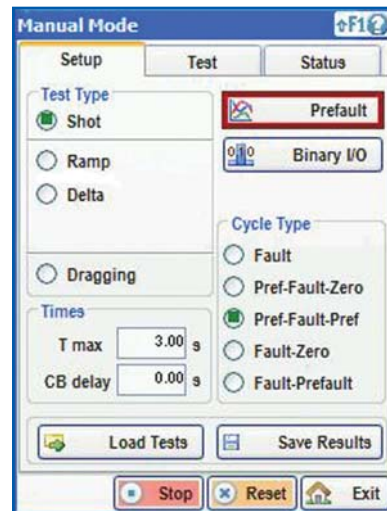 Manual Mode
F1
Setup
Test
Status
Test Type
Shot
Ramp
Delta
Dragging
Times
T max 3.00 s
CB delay 0.00 s
Prefault
010 Binary I/O
Cycle Type
Fault
Pref-Fault-Zero
Pref-Fault-Pref
Fault-Zero
Fault-Prefault
Load Tests
Save Results
Stop
Reset
Exit